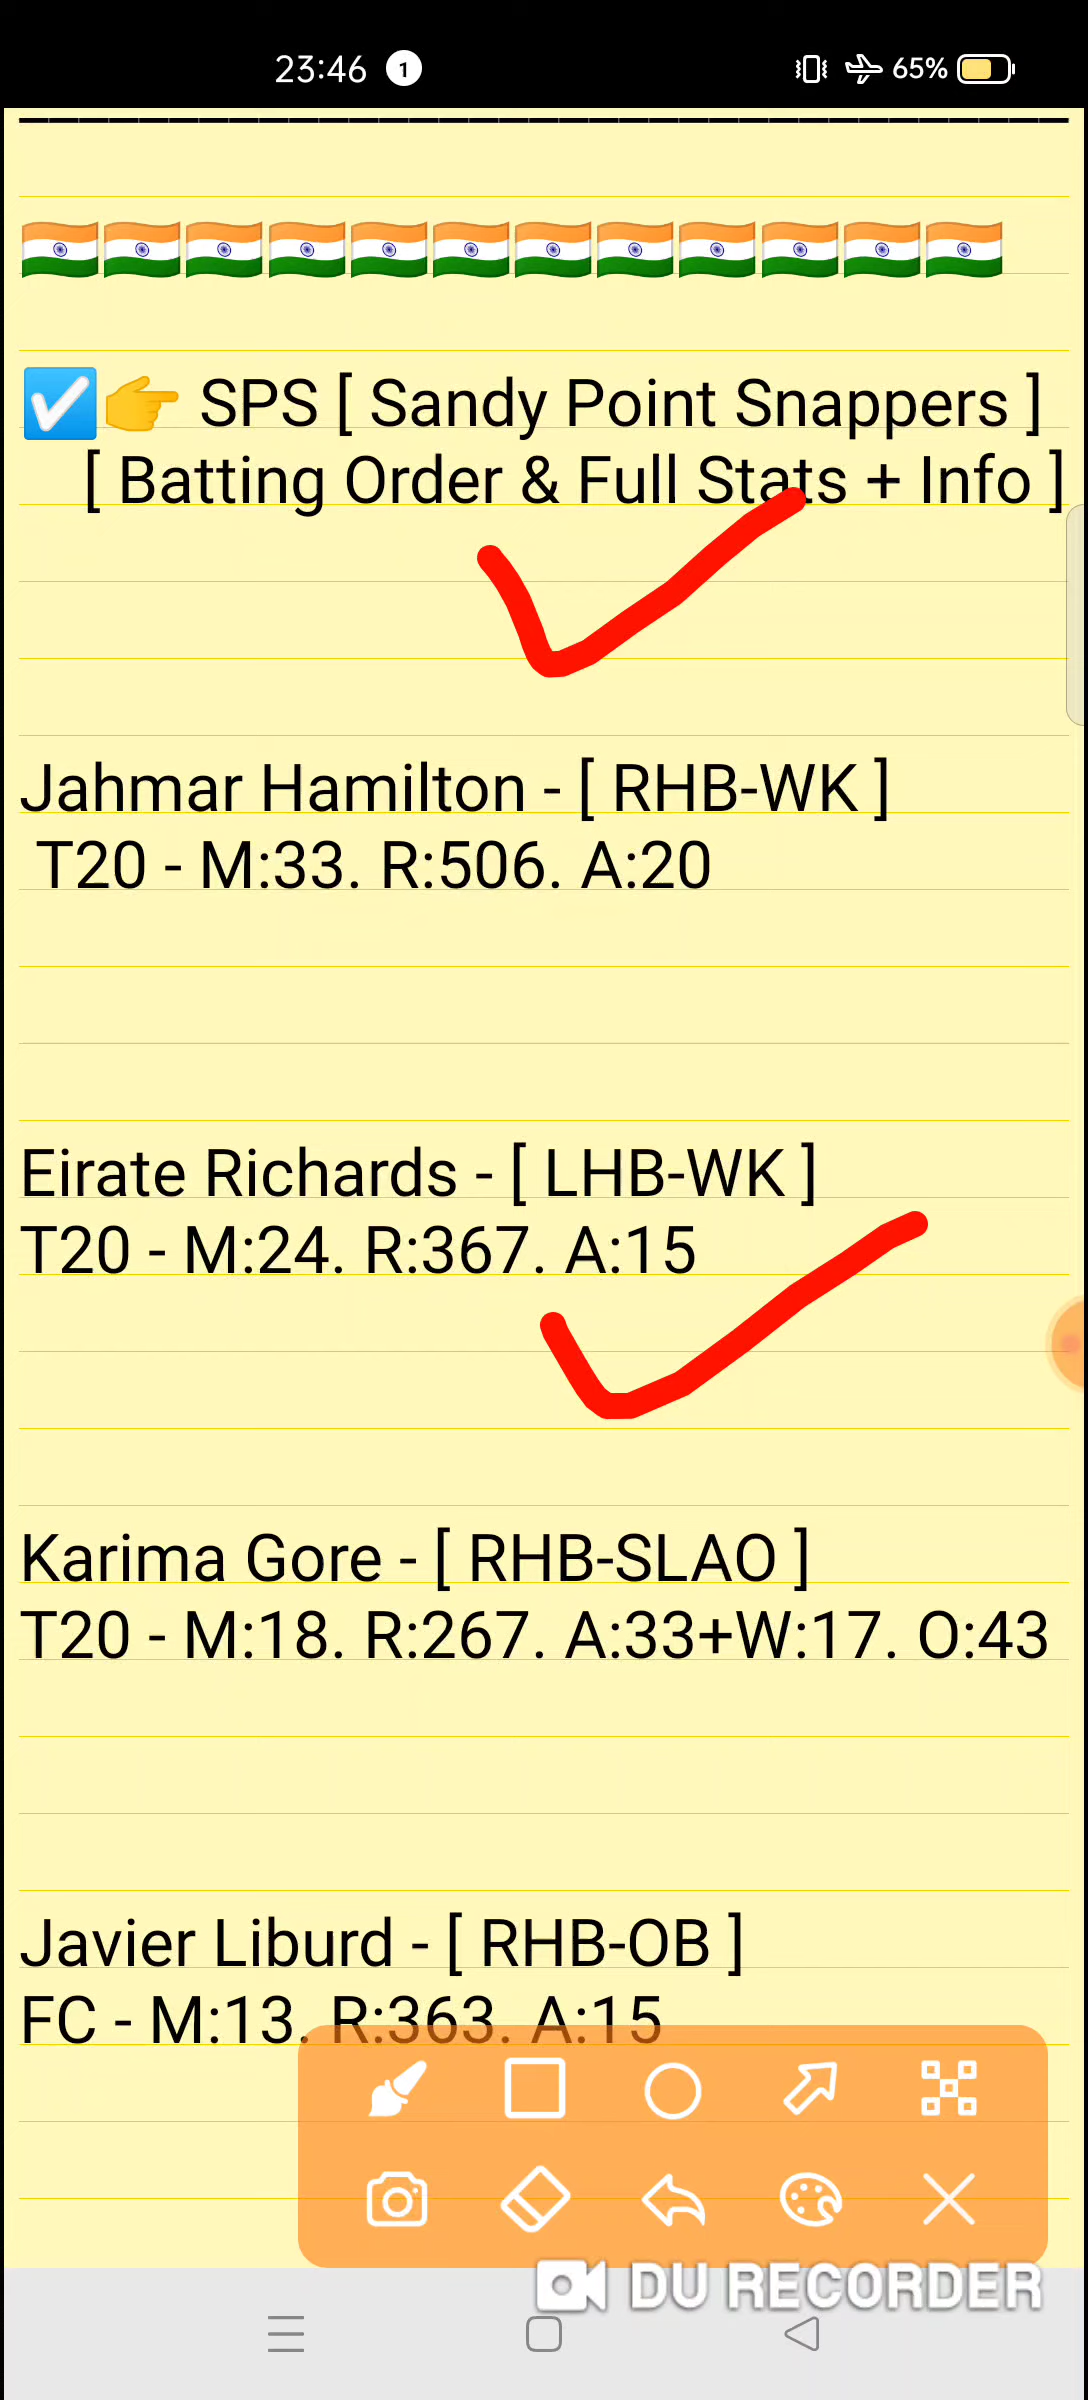 23:46 1 65%
🇮🇳🇮🇳🇮🇳🇮🇳🇮🇳🇮🇳🇮🇳🇮🇳🇮🇳🇮🇳🇮🇳🇮🇳
☑️👉 SPS [ Sandy Point Snappers ]
[ Batting Order & Full Stats + Info ]
Jahmar Hamilton - [ RHB-WK ]
T20 - M:33. R:506. A:20
Eirate Richards - [ LHB-WK ]
T20 - M:24. R:367. A:15
Karima Gore - [ RHB-SLAO ]
T20 - M:18. R:267. A:33+W:17. O:43
Javier Liburd - [ RHB-OB ]
FC - M:13. R:363. A:15
DU RECORDER